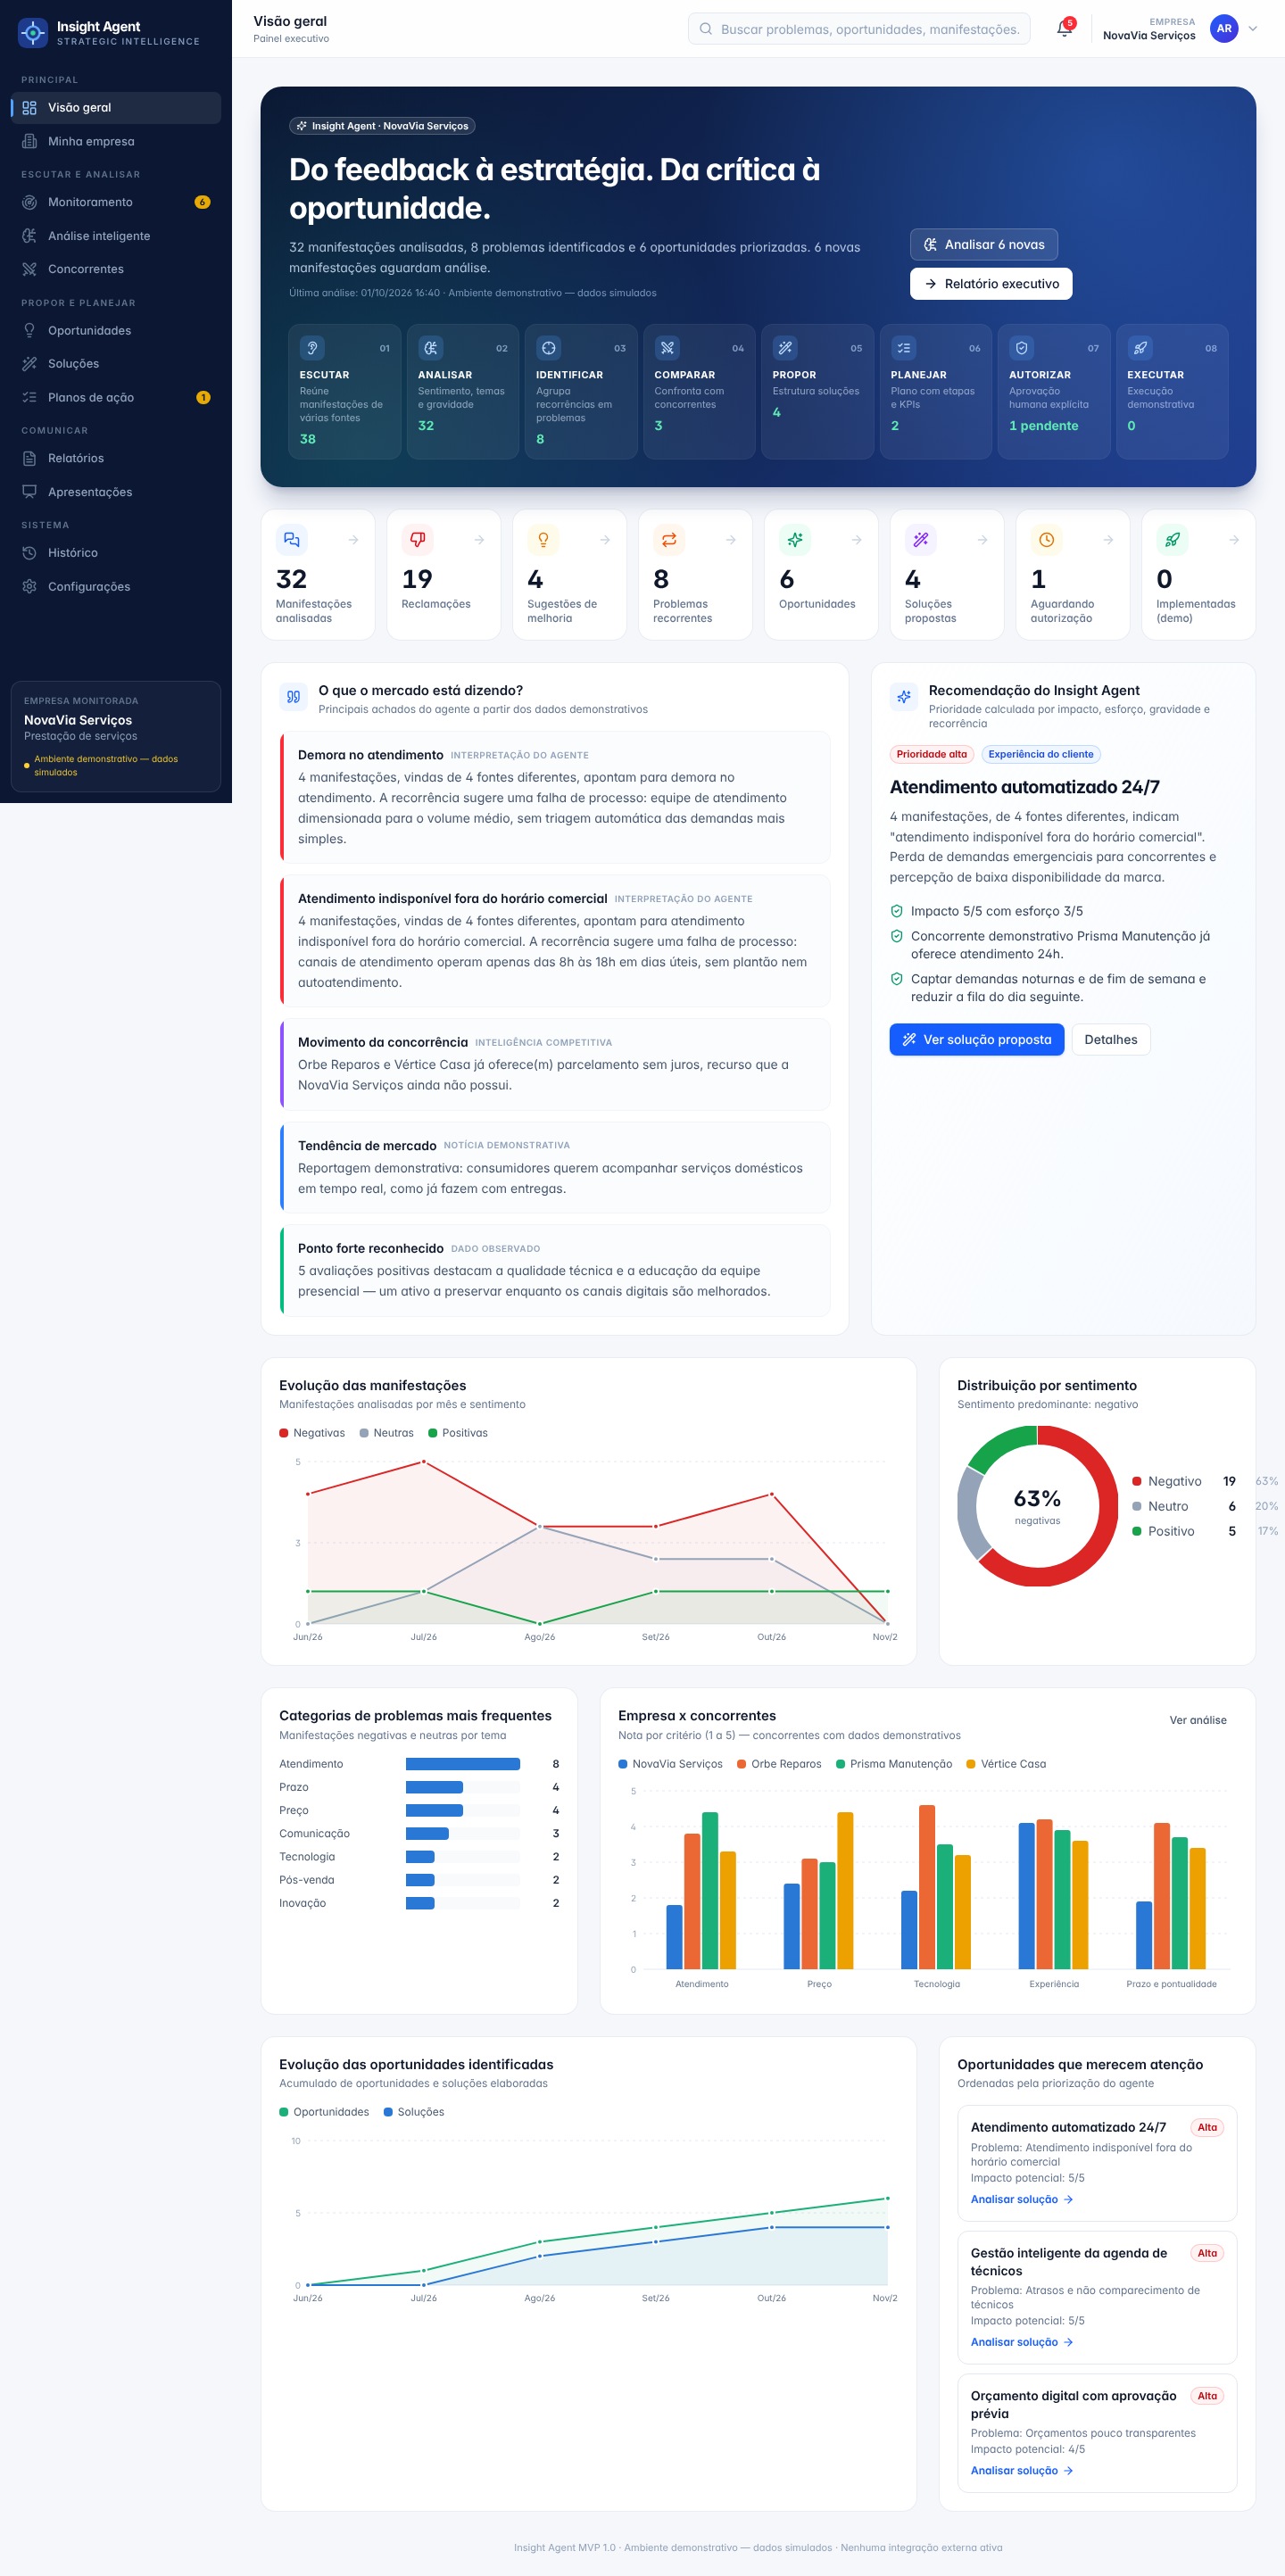 Insight Agent
STRATEGIC INTELLIGENCE
PRINCIPAL
Visão geral
Minha empresa
ESCUTAR E ANALISAR
Monitoramento 6
Análise inteligente
Concorrentes
PROPOR E PLANEJAR
Oportunidades
Soluções
Planos de ação 1
COMUNICAR
Relatórios
Apresentações
SISTEMA
Histórico
Configurações
EMPRESA MONITORADA
NovaVia Serviços
Prestação de serviços
Ambiente demonstrativo — dados
simulados
Visão geral
Painel executivo
Buscar problemas, oportunidades, manifestações.
5
EMPRESA
NovaVia Serviços
AR
Insight Agent · NovaVia Serviços
Do feedback à estratégia. Da crítica à
oportunidade.
32 manifestações analisadas, 8 problemas identificados e 6 oportunidades priorizadas. 6 novas
manifestações aguardam análise.
Última análise: 01/10/2026 16:40 · Ambiente demonstrativo — dados simulados
Analisar 6 novas
Relatório executivo
01
ESCUTAR
Reúne
manifestações de
várias fontes
38
02
ANALISAR
Sentimento, temas
e gravidade
32
03
IDENTIFICAR
Agrupa
recorrências em
problemas
8
04
COMPARAR
Confronta com
concorrentes
3
05
PROPOR
Estrutura soluções
4
06
PLANEJAR
Plano com etapas
e KPIs
2
07
AUTORIZAR
Aprovação
humana explícita
1 pendente
08
EXECUTAR
Execução
demonstrativa
0
32
Manifestações
analisadas
19
Reclamações
4
Sugestões de
melhoria
8
Problemas
recorrentes
6
Oportunidades
4
Soluções
propostas
1
Aguardando
autorização
0
Implementadas
(demo)
O que o mercado está dizendo?
Principais achados do agente a partir dos dados demonstrativos
Demora no atendimento INTERPRETAÇÃO DO AGENTE
4 manifestações, vindas de 4 fontes diferentes, apontam para demora no
atendimento. A recorrência sugere uma falha de processo: equipe de atendimento
dimensionada para o volume médio, sem triagem automática das demandas mais
simples.
Atendimento indisponível fora do horário comercial INTERPRETAÇÃO DO AGENTE
4 manifestações, vindas de 4 fontes diferentes, apontam para atendimento
indisponível fora do horário comercial. A recorrência sugere uma falha de processo:
canais de atendimento operam apenas das 8h às 18h em dias úteis, sem plantão nem
autoatendimento.
Movimento da concorrência INTELIGÊNCIA COMPETITIVA
Orbe Reparos e Vértice Casa já oferece(m) parcelamento sem juros, recurso que a
NovaVia Serviços ainda não possui.
Tendência de mercado NOTÍCIA DEMONSTRATIVA
Reportagem demonstrativa: consumidores querem acompanhar serviços domésticos
em tempo real, como já fazem com entregas.
Ponto forte reconhecido DADO OBSERVADO
5 avaliações positivas destacam a qualidade técnica e a educação da equipe
presencial — um ativo a preservar enquanto os canais digitais são melhorados.
Recomendação do Insight Agent
Prioridade calculada por impacto, esforço, gravidade e
recorrência
Prioridade alta Experiência do cliente
Atendimento automatizado 24/7
4 manifestações, de 4 fontes diferentes, indicam
"atendimento indisponível fora do horário comercial".
Perda de demandas emergenciais para concorrentes e
percepção de baixa disponibilidade da marca.
Impacto 5/5 com esforço 3/5
Concorrente demonstrativo Prisma Manutenção já
oferece atendimento 24h.
Captar demandas noturnas e de fim de semana e
reduzir a fila do dia seguinte.
Ver solução proposta Detalhes
Evolução das manifestações
Manifestações analisadas por mês e sentimento
Negativas Neutras Positivas
5
3
0
Jun/26 Jul/26 Ago/26 Set/26 Out/26 Nov/2
Distribuição por sentimento
Sentimento predominante: negativo
63%
negativas
Negativo 19 63%
Neutro 6 20%
Positivo 5 17%
Categorias de problemas mais frequentes
Manifestações negativas e neutras por tema
Atendimento 8
Prazo 4
Preço 4
Comunicação 3
Tecnologia 2
Pós-venda 2
Inovação 2
Empresa x concorrentes
Nota por critério (1 a 5) — concorrentes com dados demonstrativos
Ver análise
NovaVia Serviços Orbe Reparos Prisma Manutenção Vértice Casa
5
4
3
2
1
0
Atendimento Preço Tecnologia Experiência Prazo e pontualidade
Evolução das oportunidades identificadas
Acumulado de oportunidades e soluções elaboradas
Oportunidades Soluções
10
5
0
Jun/26 Jul/26 Ago/26 Set/26 Out/26 Nov/2
Oportunidades que merecem atenção
Ordenadas pela priorização do agente
Atendimento automatizado 24/7 Alta
Problema: Atendimento indisponível fora do
horário comercial
Impacto potencial: 5/5
Analisar solução
Gestão inteligente da agenda de Alta
técnicos
Problema: Atrasos e não comparecimento de
técnicos
Impacto potencial: 5/5
Analisar solução
Orçamento digital com aprovação Alta
prévia
Problema: Orçamentos pouco transparentes
Impacto potencial: 4/5
Analisar solução
Insight Agent MVP 1.0 · Ambiente demonstrativo — dados simulados · Nenhuma integração externa ativa